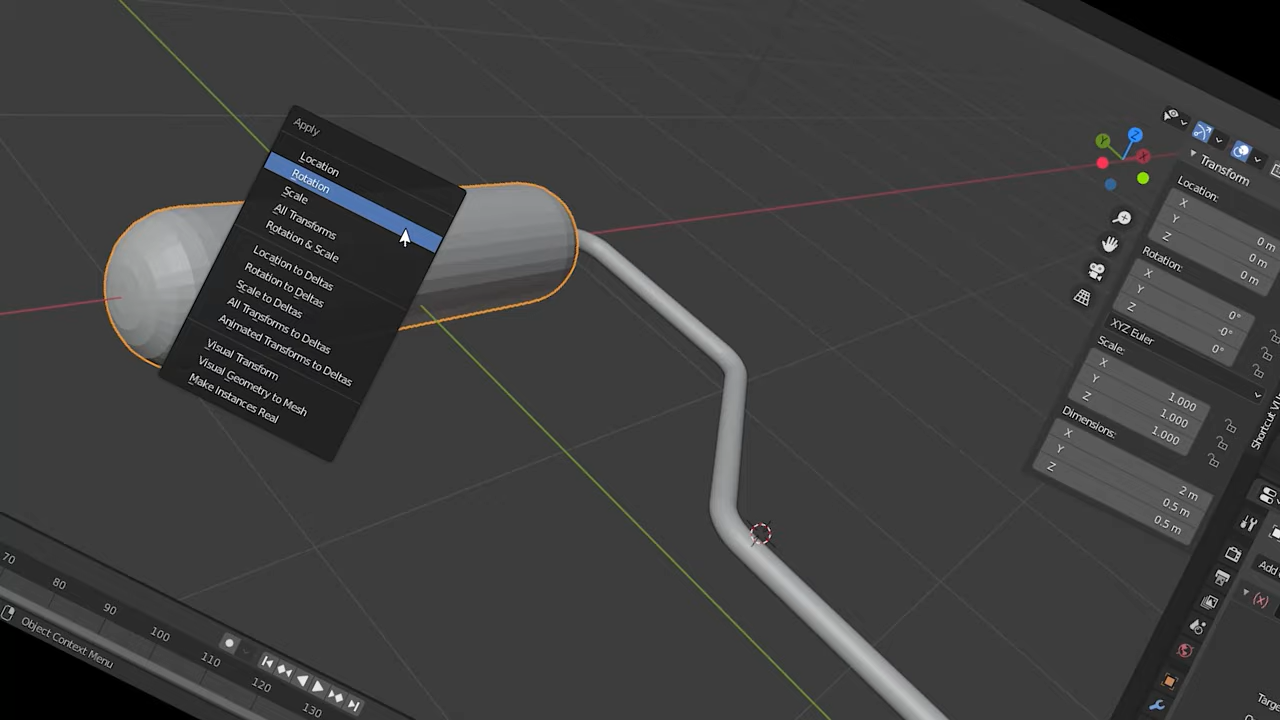 Apply
Location
Rotation
Scale
All Transforms
Rotation & Scale
Location to Deltas
Rotation to Deltas
Scale to Deltas
All Transforms to Deltas
Animated Transforms to Deltas
Visual Transform
Visual Geometry to Mesh
Make Instances Real
Y
Z
X
Transform
Location:
X 0 m
Y 0 m
Z 0 m
Rotation:
X 0°
Y 0°
Z 0°
XYZ Euler
Scale:
X 1.000
Y 1.000
Z 1.000
Dimensions:
X 2 m
Y 0.5 m
Z 0.5 m
70
80
90
100
110
120
130
Object Context Menu